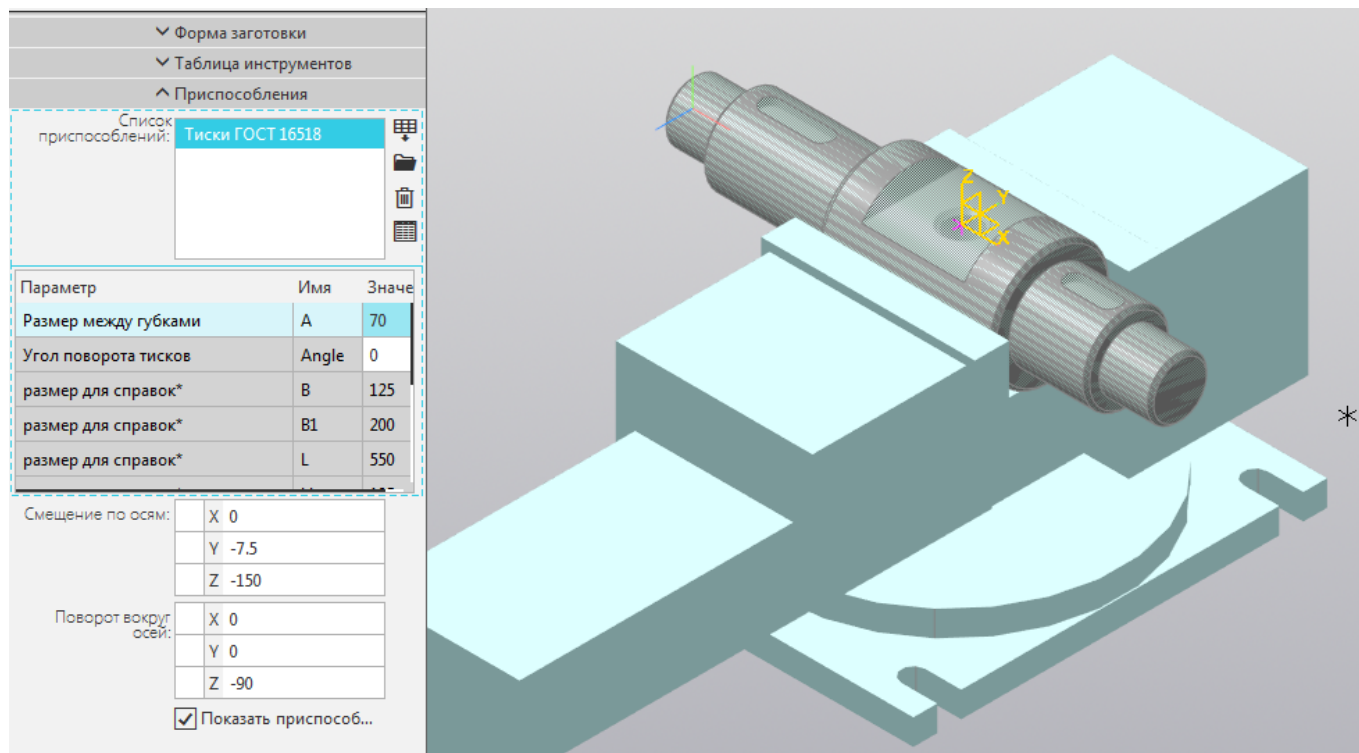 Форма заготовки
Таблица инструментов
Приспособления
Список
приспособлений:
Тиски ГОСТ 16518
Параметр Имя Значе
Размер между губками A 70
Угол поворота тисков Angle 0
размер для справок* B 125
размер для справок* B1 200
размер для справок* L 550
Смещение по осям: X 0
Y -7.5
Z -150
Поворот вокруг
осей:
X 0
Y 0
Z -90
Показать приспособ...
Z
Y
X